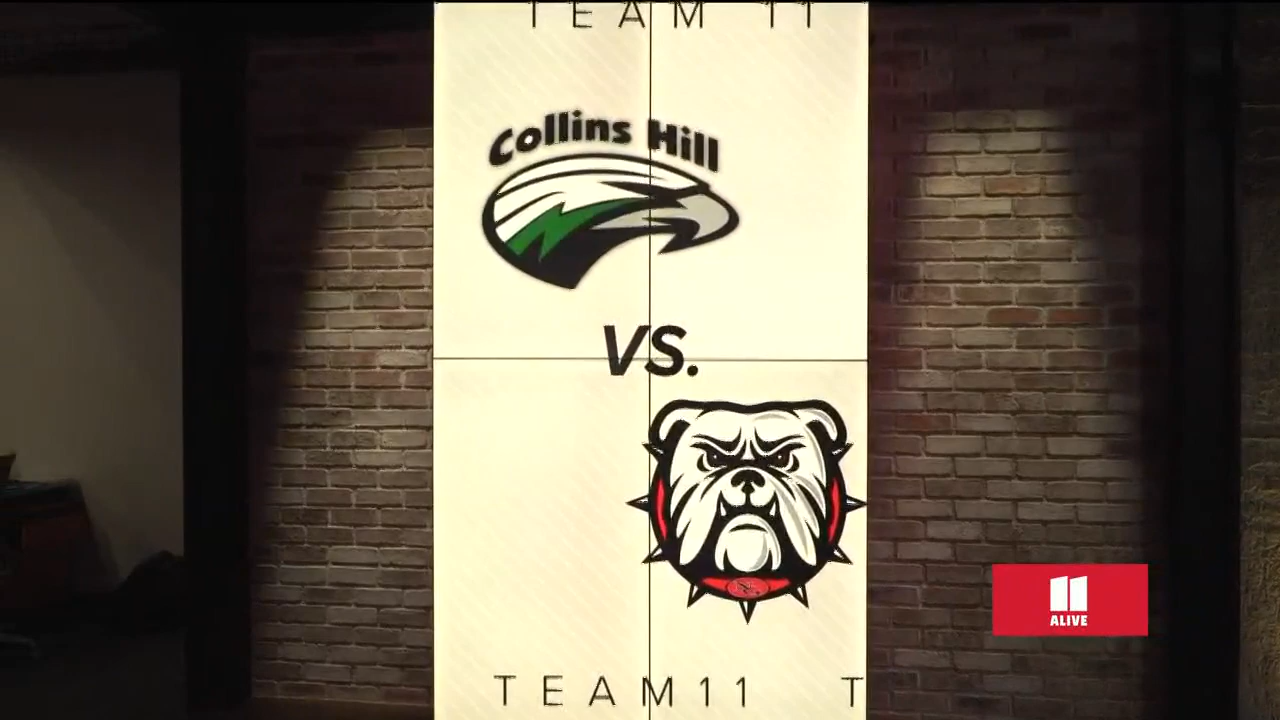 TEAM 11
Collins Hill
VS.
TEAM11 T
11
ALIVE